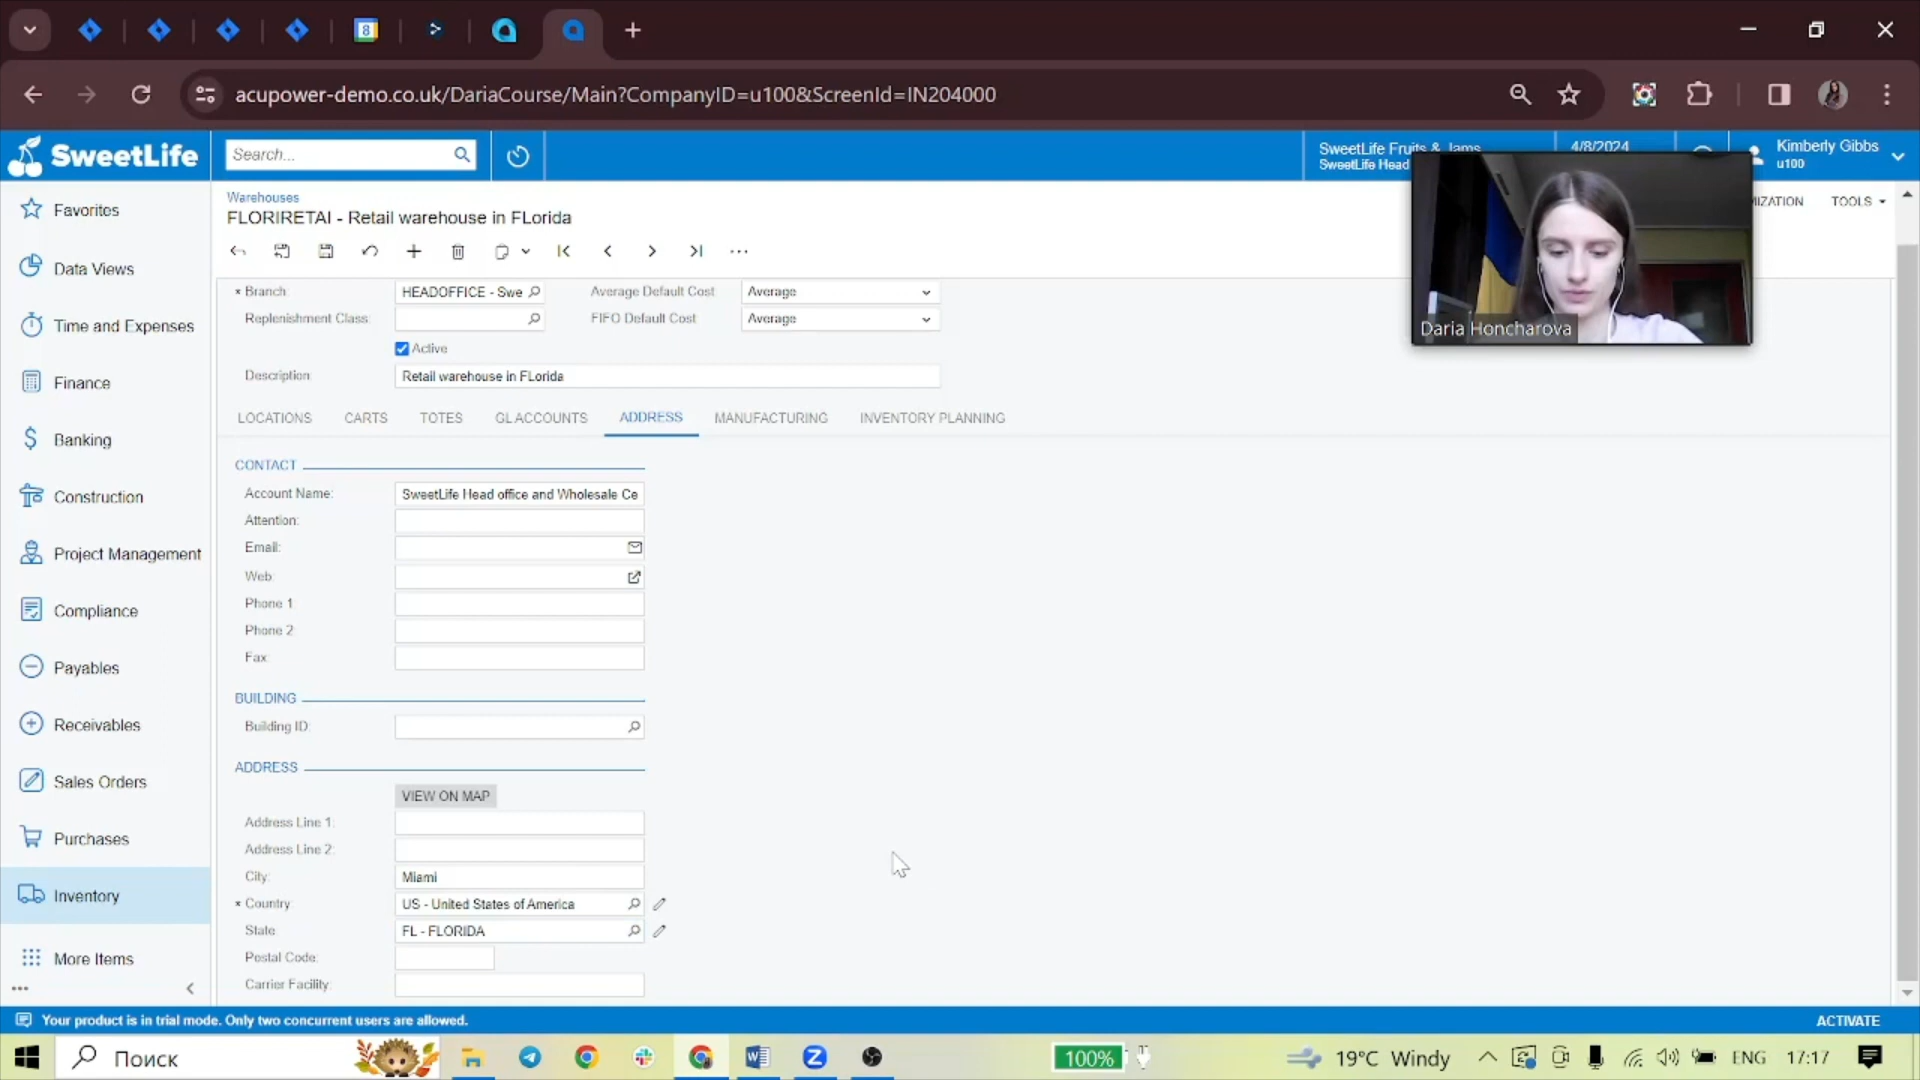 8
acupower-demo.co.uk/DariaCourse/Main?CompanyID=u100&ScreenId=IN204000
SweetLife
Search...
SweetLife Fruits & Jams
SweetLife Head
4/8/2024
Kimberly Gibbs
u100
Favorites
Data Views
Time and Expenses
Finance
Banking
Construction
Project Management
Compliance
Payables
Receivables
Sales Orders
Purchases
Inventory
More Items
Warehouses
FLORIRETAI - Retail warehouse in FLorida
MIZATION
TOOLS
* Branch:
HEADOFFICE - Swe
Average Default Cost
Average
Replenishment Class:
FIFO Default Cost
Average
Active
Description:
Retail warehouse in FLorida
Daria Honcharova
LOCATIONS
CARTS
TOTES
GL ACCOUNTS
ADDRESS
MANUFACTURING
INVENTORY PLANNING
CONTACT
Account Name:
SweetLife Head office and Wholesale Ce
Attention:
Email:
Web:
Phone 1
Phone 2
Fax
BUILDING
Building ID:
ADDRESS
VIEW ON MAP
Address Line 1:
Address Line 2:
City:
Miami
* Country
US - United States of America
State
FL - FLORIDA
Postal Code:
Carrier Facility:
Your product is in trial mode. Only two concurrent users are allowed.
ACTIVATE
Поиск
100%
19°C Windy
ENG
17:17